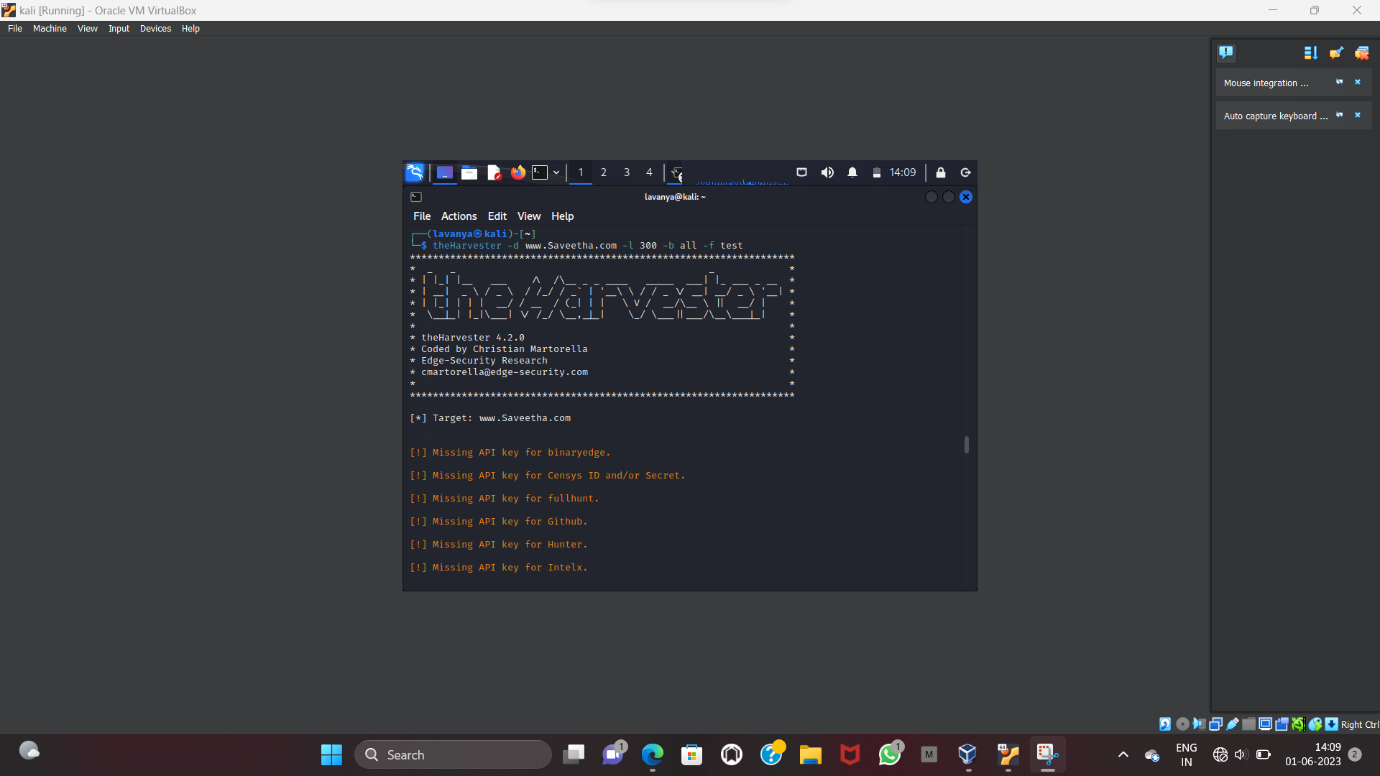 kali [Running] - Oracle VM VirtualBox
File Machine View Input Devices Help
Mouse integration ...
Auto capture keyboard ...
1 2 3 4
14:09
lavanya@kali: ~
File Actions Edit View Help
┌──(lavanya㉿kali)-[~]
└─$ theHarvester -d www.Saveetha.com -l 300 -b all -f test
*******************************************************************
theHarvester
* theHarvester 4.2.0 *
* Coded by Christian Martorella *
* Edge-Security Research *
* cmartorella@edge-security.com *
* *
*******************************************************************
[*] Target: www.Saveetha.com
[!] Missing API key for binaryedge.
[!] Missing API key for Censys ID and/or Secret.
[!] Missing API key for fullhunt.
[!] Missing API key for Github.
[!] Missing API key for Hunter.
[!] Missing API key for Intelx.
Right Ctrl
Search
1
1
M
ENG
IN
14:09
01-06-2023
2